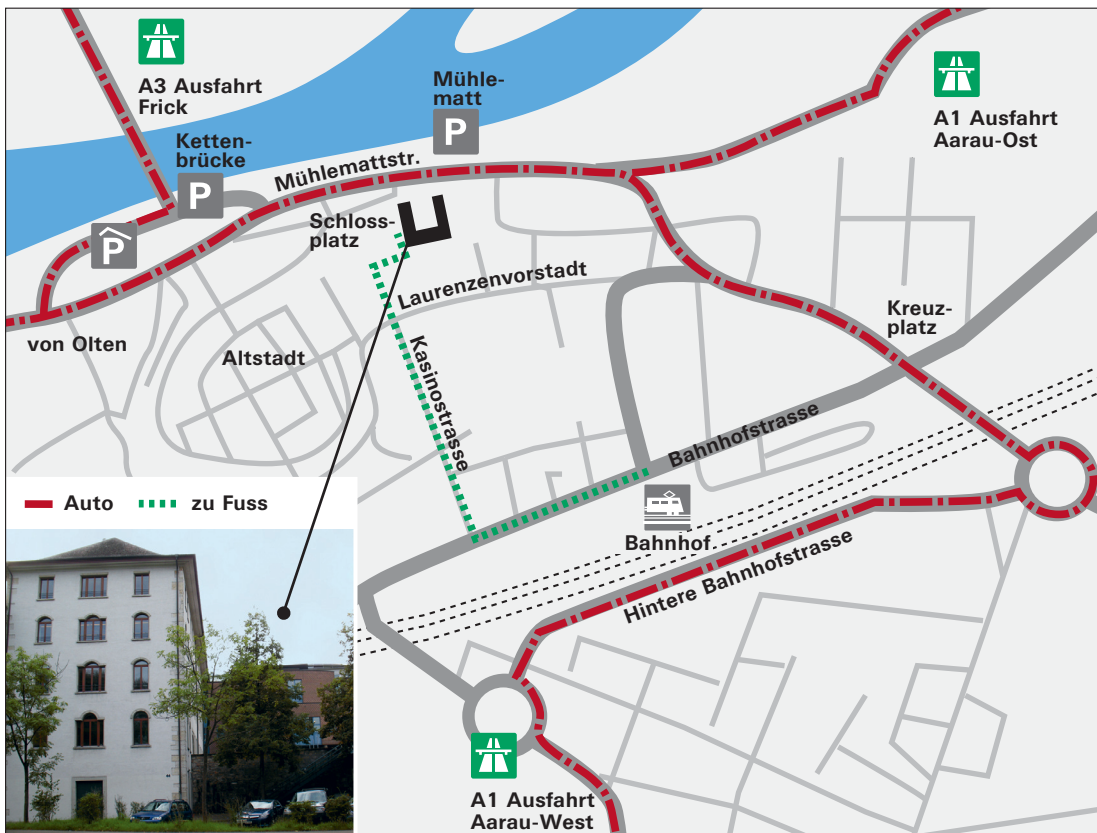 A3 Ausfahrt
Frick
Mühle-
matt
P
A1 Ausfahrt
Aarau-Ost
Ketten-
brücke
P
Mühlemattstr.
P
Schloss-
platz
Laurenzenvorstadt
von Olten
Altstadt
Kasinostrasse
Kreuz-
platz
Bahnhofstrasse
Auto
zu Fuss
Bahnhof
Hintere Bahnhofstrasse
A1 Ausfahrt
Aarau-West